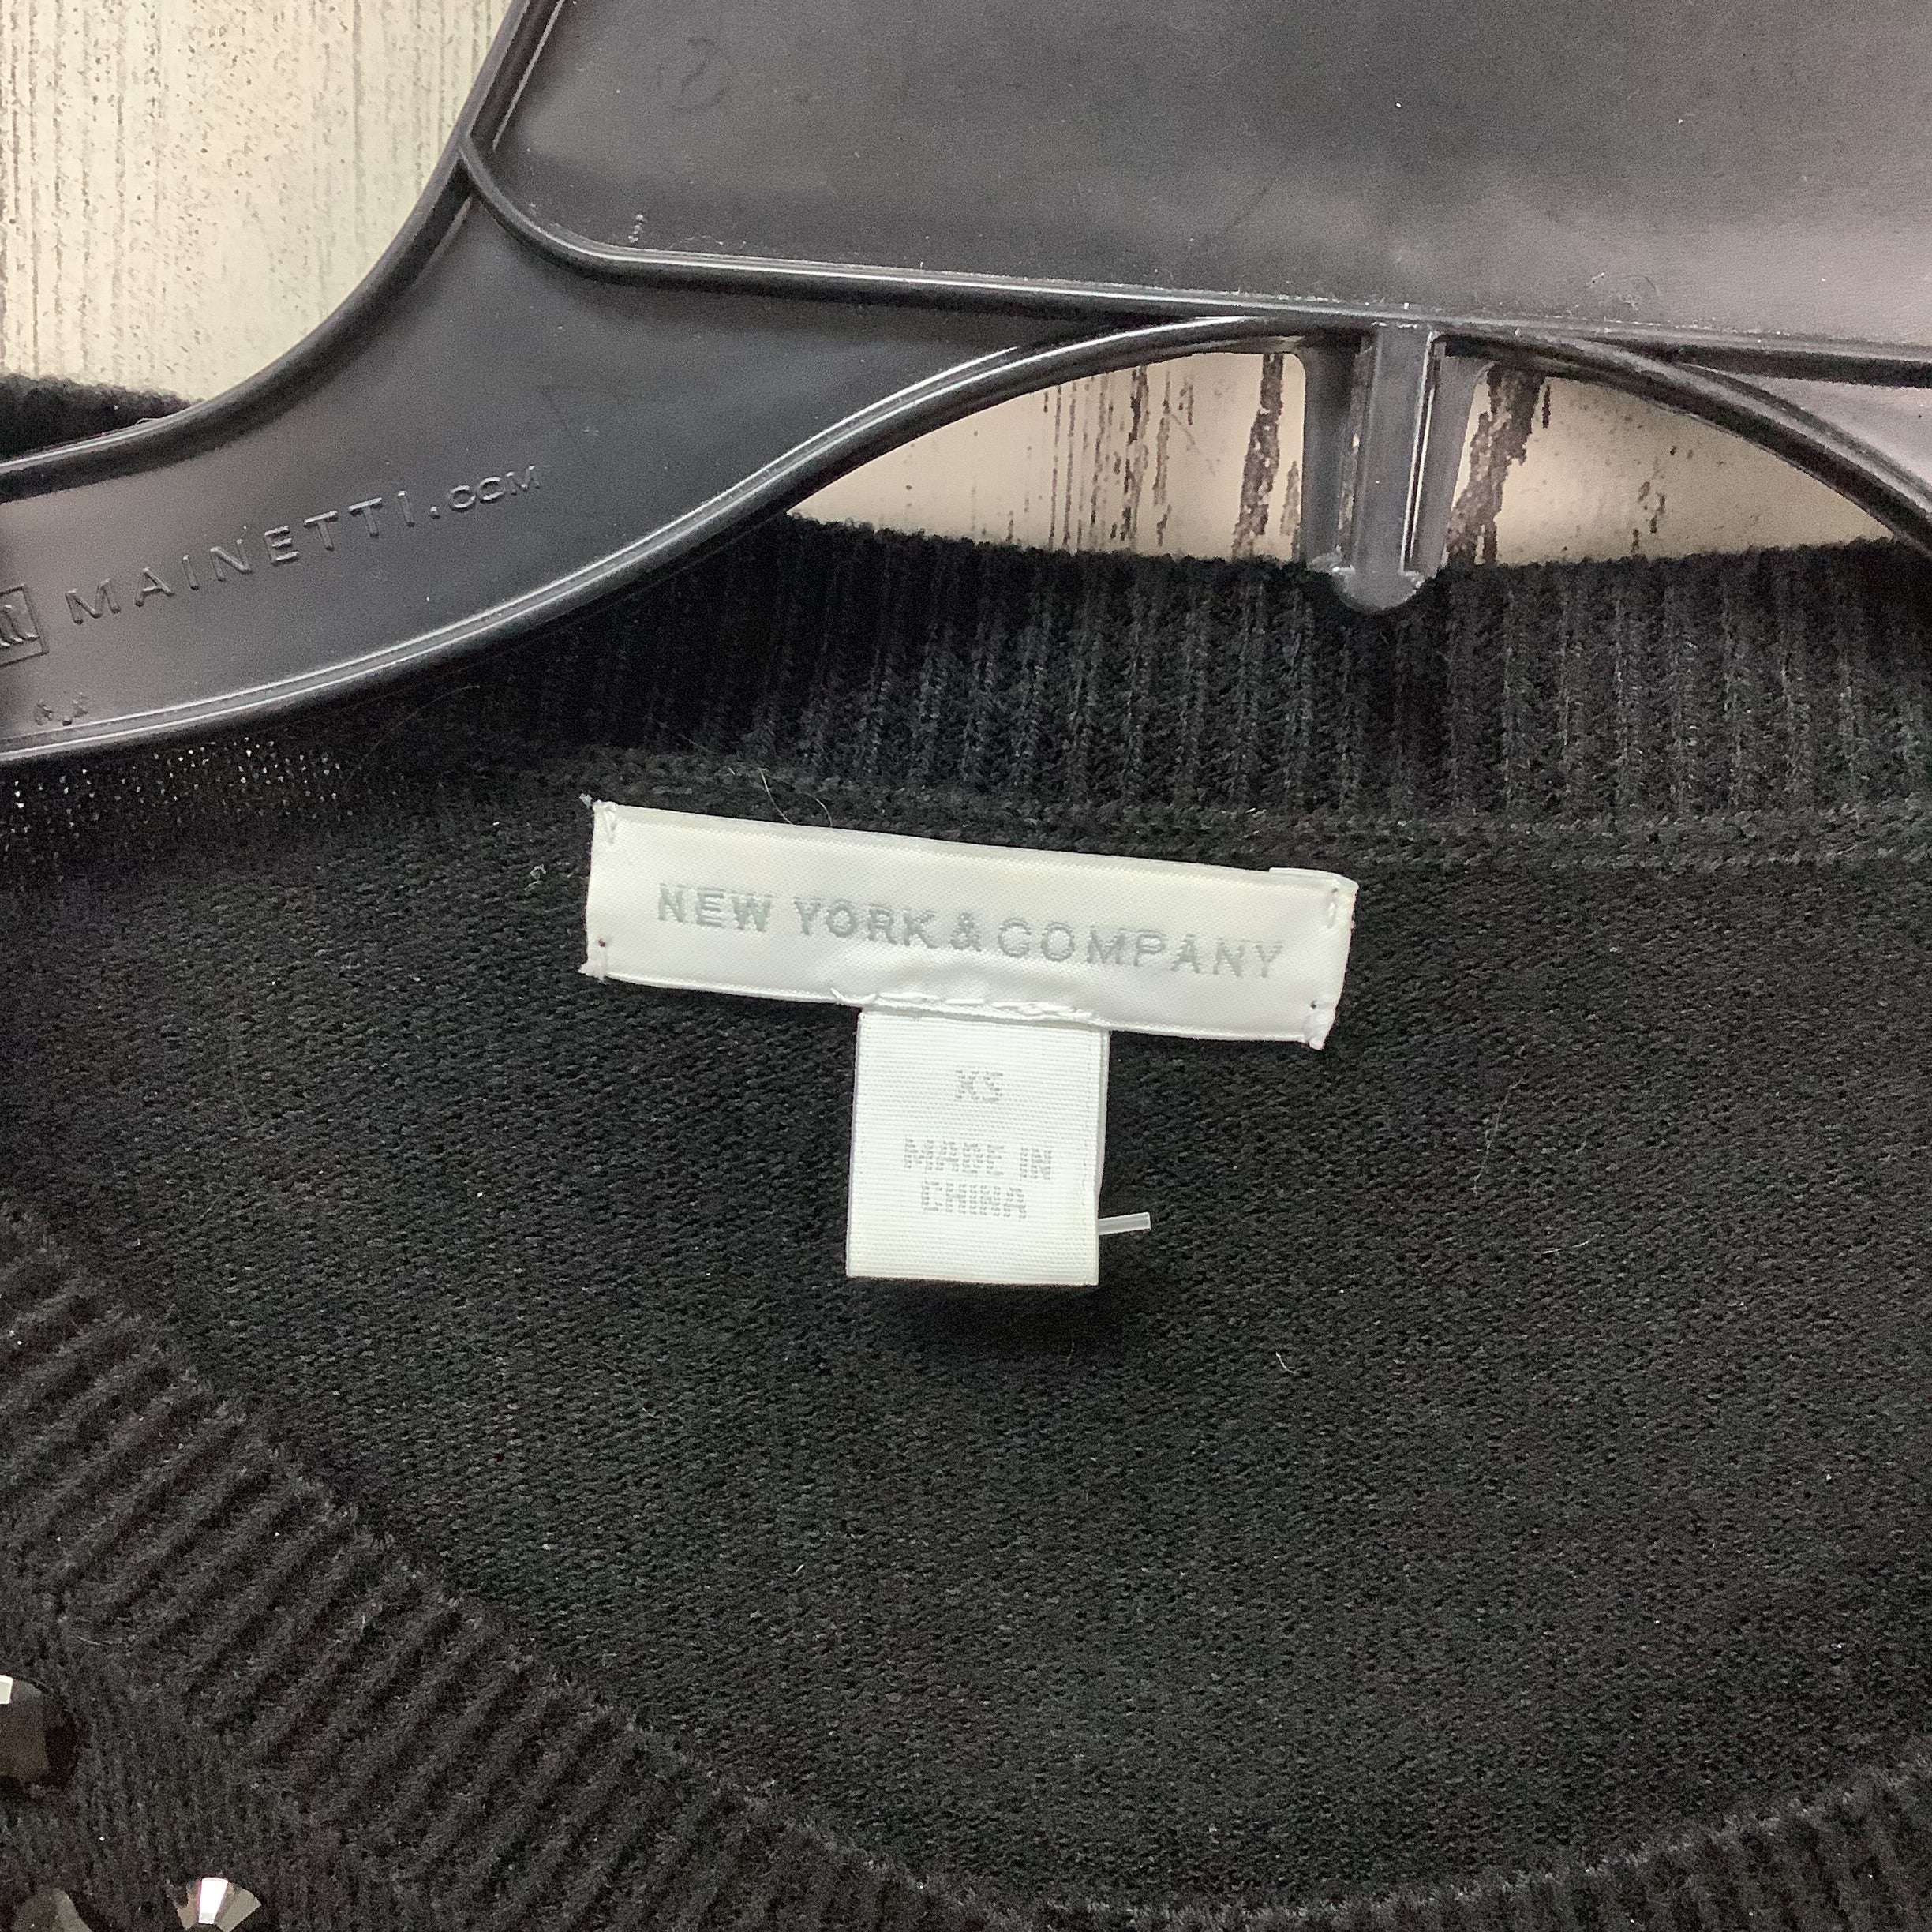 MAINETTI.COM
NEW YORK & COMPANY
XS
MADE IN
CHINA